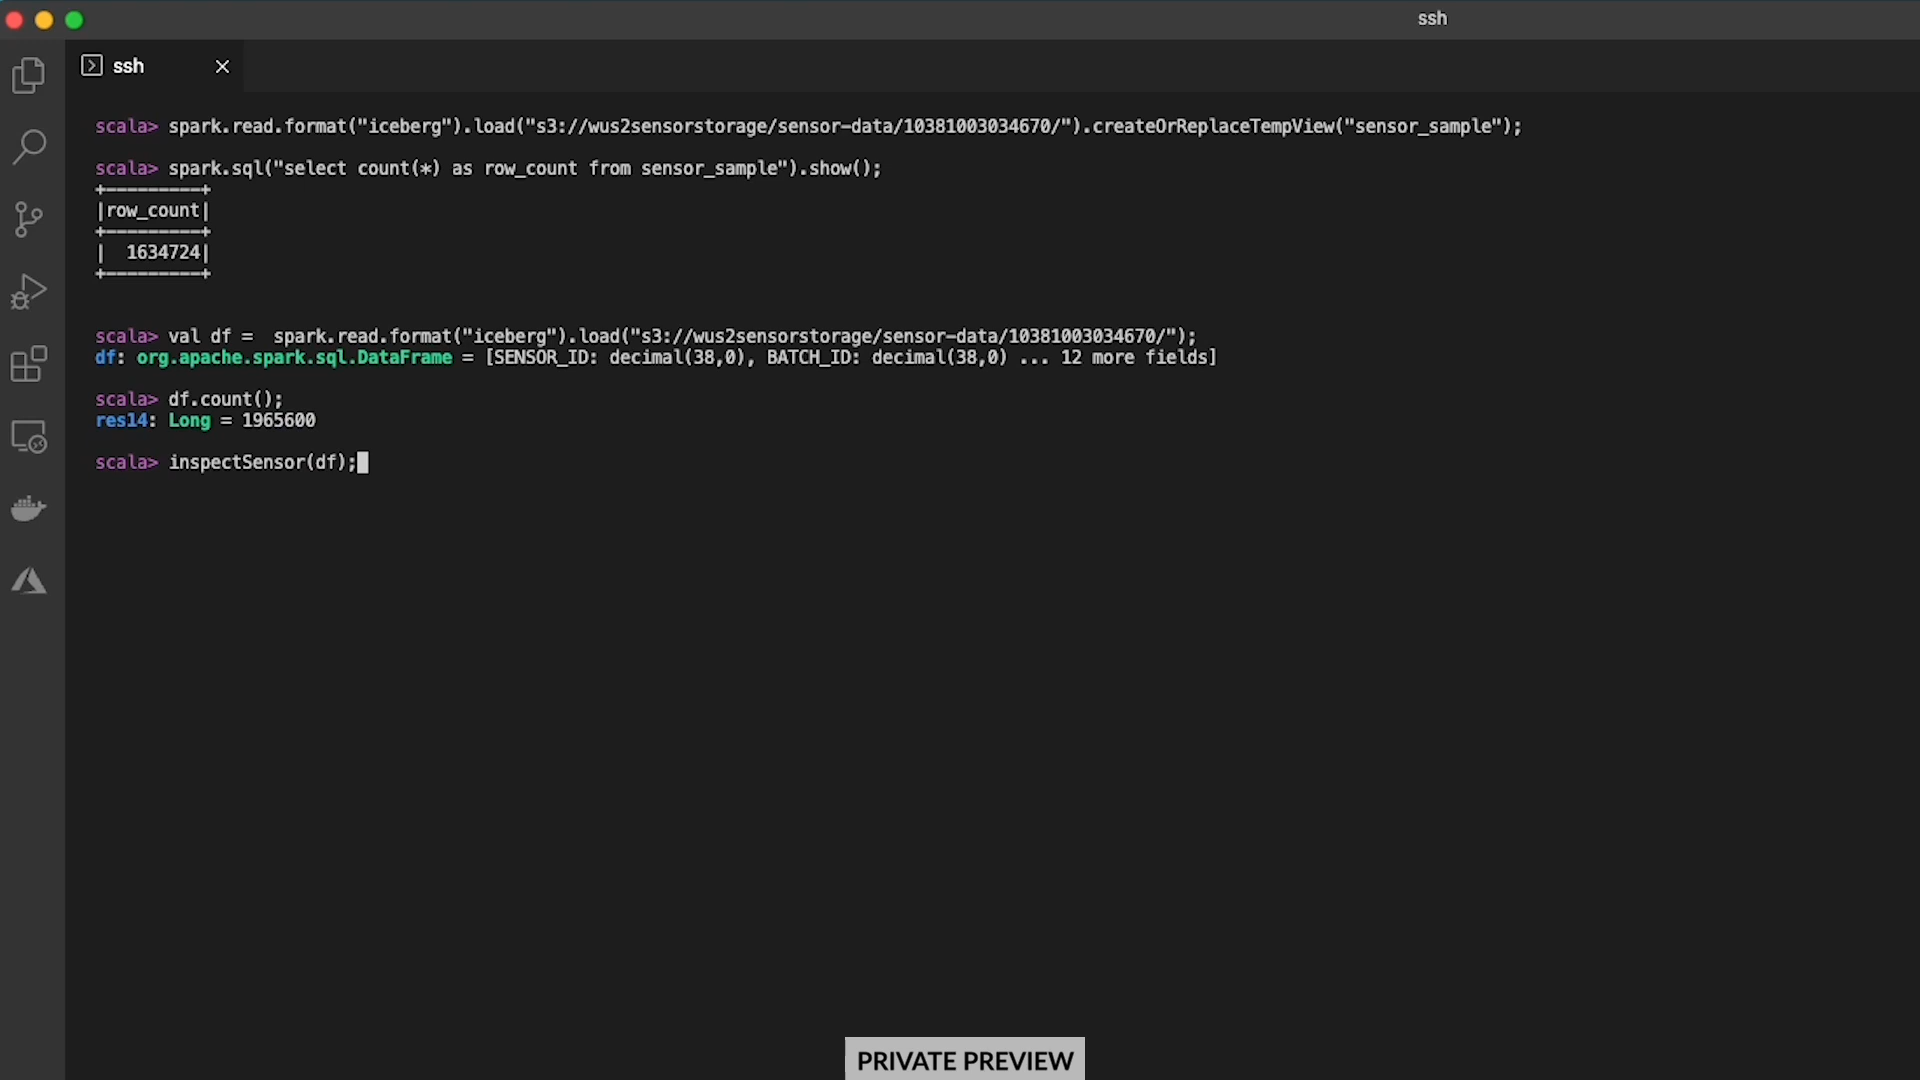 ssh
ssh
scala> spark.read.format("iceberg").load("s3://wus2sensorstorage/sensor-data/10381003034670/").createOrReplaceTempView("sensor_sample");
scala> spark.sql("select count(*) as row_count from sensor_sample").show();
+---------+
|row_count|
+---------+
|  1634724|
+---------+
scala> val df =  spark.read.format("iceberg").load("s3://wus2sensorstorage/sensor-data/10381003034670/");
df: org.apache.spark.sql.DataFrame = [SENSOR_ID: decimal(38,0), BATCH_ID: decimal(38,0) ... 12 more fields]
scala> df.count();
res14: Long = 1965600
scala> inspectSensor(df);
PRIVATE PREVIEW